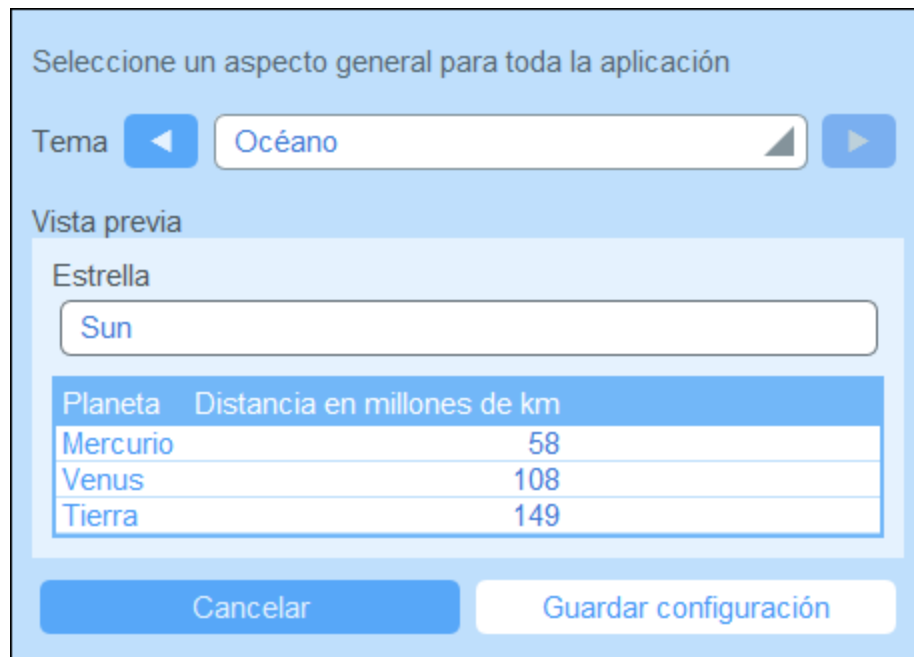 Seleccione un aspecto general para toda la aplicación
Tema Océano
Vista previa
Estrella
Sun
Planeta Distancia en millones de km
Mercurio 58
Venus 108
Tierra 149
Cancelar Guardar configuración